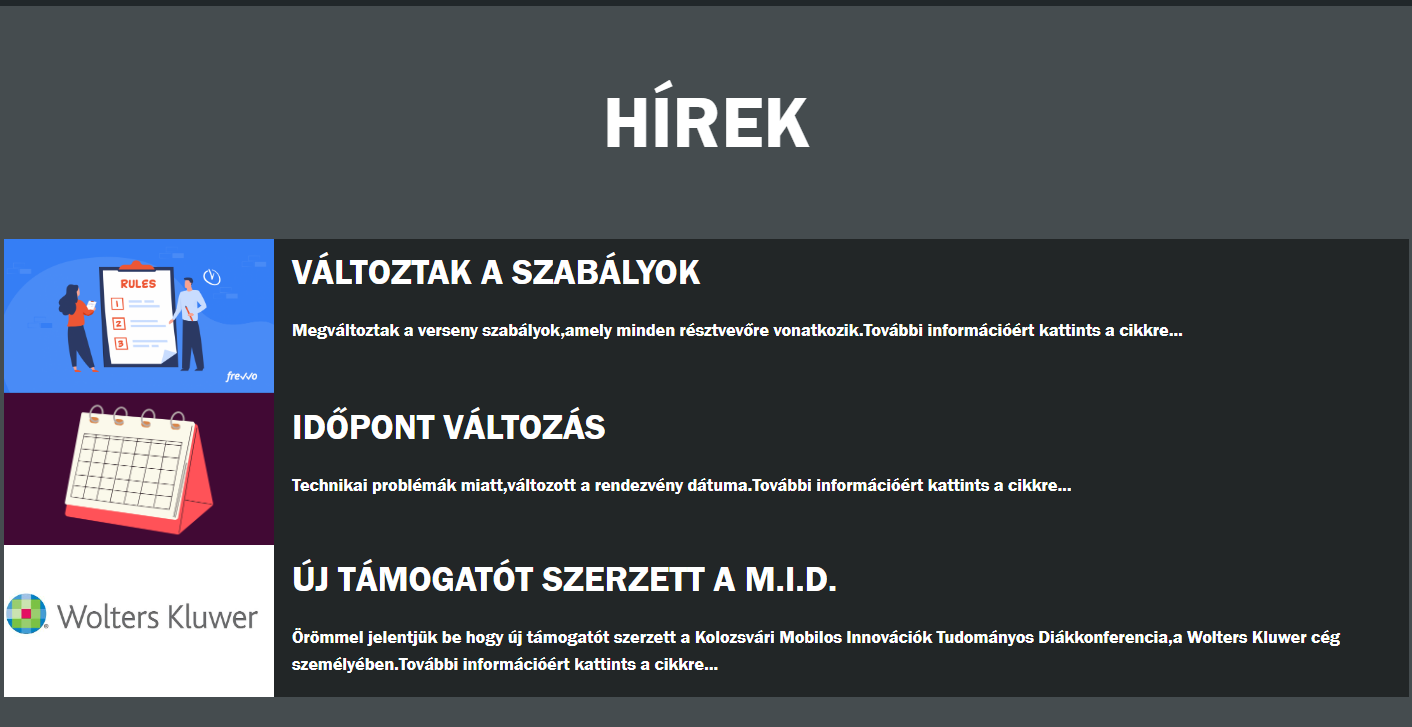 HÍREK
RULES
1
2
3
frevvo
VÁLTOZTAK A SZABÁLYOK
Megváltoztak a verseny szabályok,amely minden résztvevőre vonatkozik.További információért kattints a cikkre...
IDŐPONT VÁLTOZÁS
Technikai problémák miatt,változott a rendezvény dátuma.További információért kattints a cikkre...
Wolters Kluwer
ÚJ TÁMOGATÓT SZERZETT A M.I.D.
Örömmel jelentjük be hogy új támogatót szerzett a Kolozsvári Mobilos Innovációk Tudományos Diákkonferencia,a Wolters Kluwer cég
személyében.További információért kattints a cikkre...